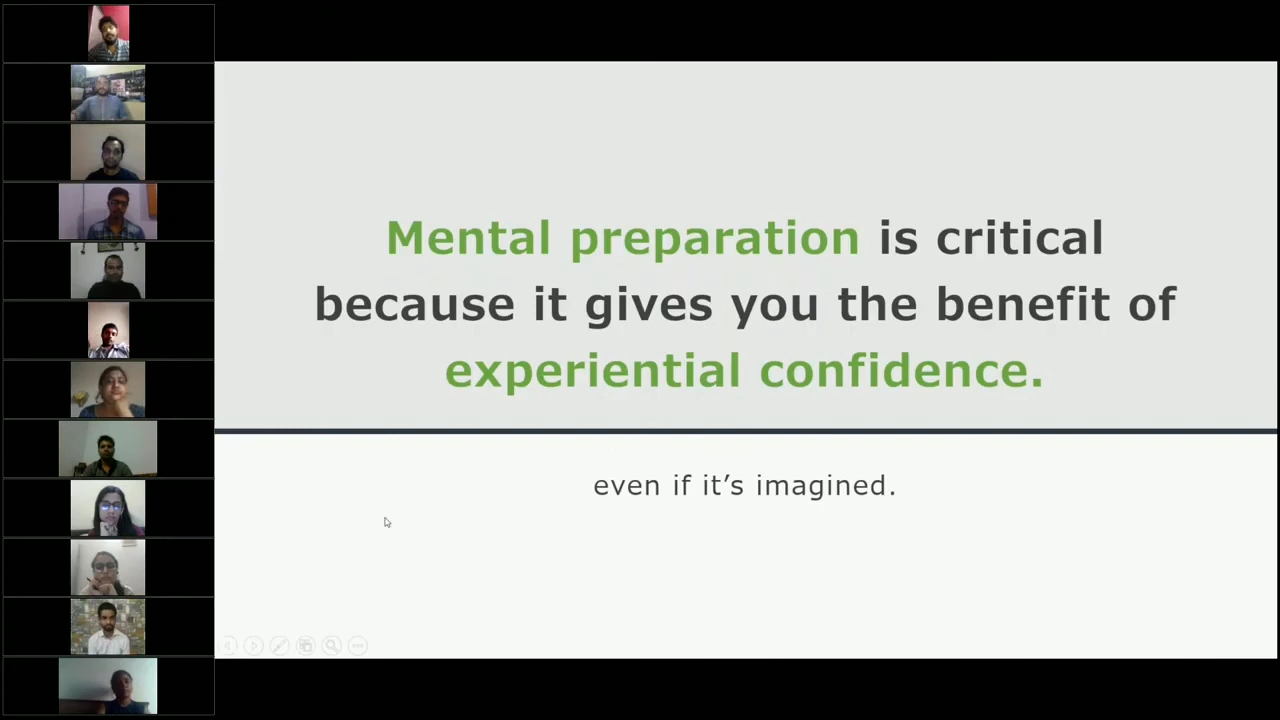 Mental preparation is critical
because it gives you the benefit of
experiential confidence.
even if it’s imagined.